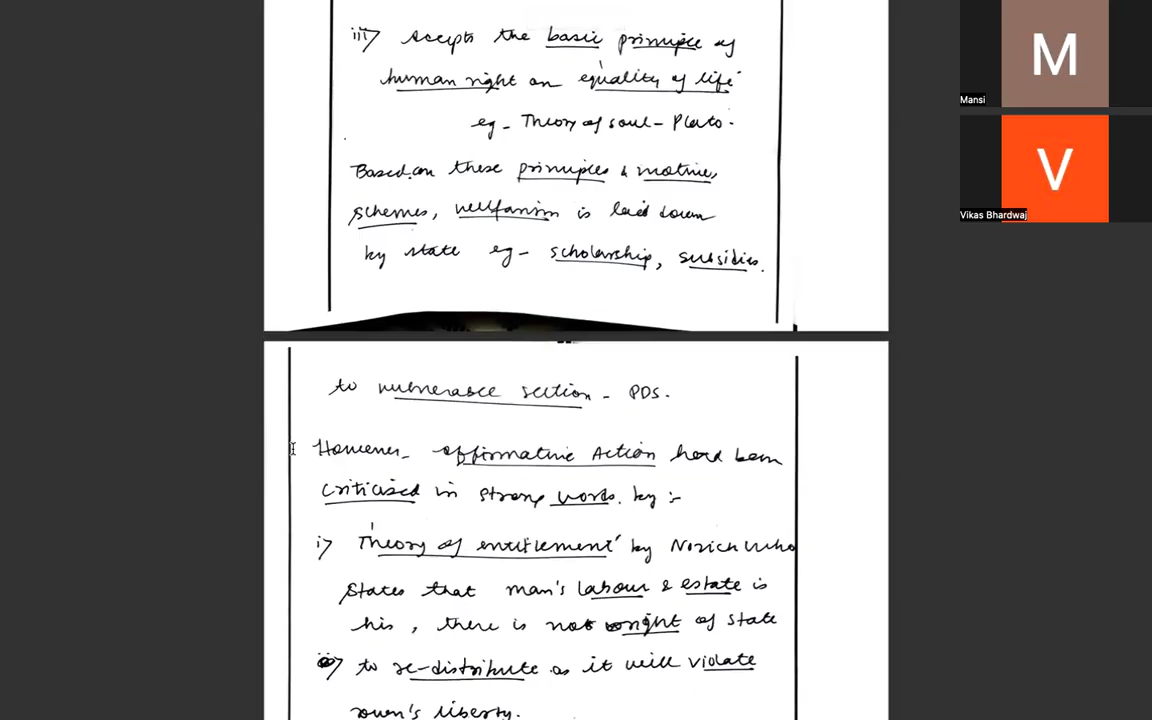 iii) Accepts the basic principle of
human right on 'equality of life'
eg - Theory of soul - Plato.
Based on these principles & motive,
schemes, welfarism is laid down
by state eg - scholarship, subsidies.
to vulnerable section - PDS.
However - affirmative Action had been
criticised in strong words. by :-
i) 'Theory of entitlement' by Nozick who
states that man's labour & estate is
his, there is not right of state
to re-distribute as it will violate
liberty.
M
Mansi
V
Vikas Bhardwaj